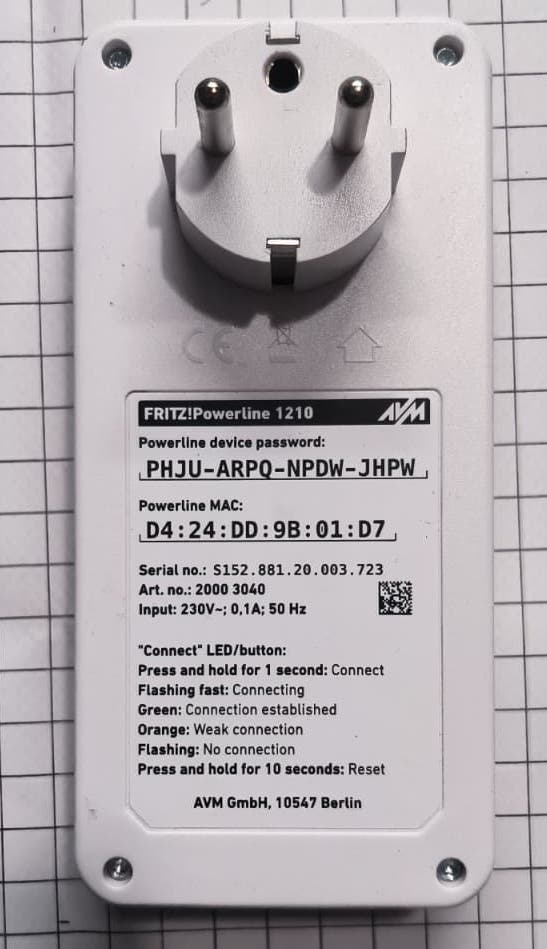 CE
FRITZ!Powerline 1210 AVM
Powerline device password:
PHJU-ARPQ-NPDW-JHPW
Powerline MAC:
D4:24:DD:9B:01:D7
Serial no.: S152.881.20.003.723
Art. no.: 2000 3040
Input: 230V~; 0,1A; 50 Hz
"Connect" LED/button:
Press and hold for 1 second: Connect
Flashing fast: Connecting
Green: Connection established
Orange: Weak connection
Flashing: No connection
Press and hold for 10 seconds: Reset
AVM GmbH, 10547 Berlin